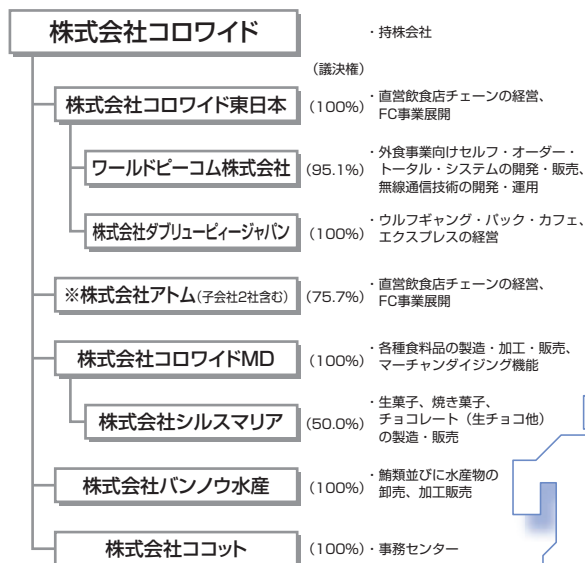 株式会社コロワイド
・持株会社
（議決権）
株式会社コロワイド東日本
(100%)
・直営飲食店チェーンの経営、
FC事業展開
ワールドピーコム株式会社
(95.1%)
・外食事業向けセルフ・オーダー・
トータル・システムの開発・販売、
無線通信技術の開発・運用
株式会社ダブリューピィージャパン
(100%)
・ウルフギャング・パック・カフェ、
エクスプレスの経営
※株式会社アトム(子会社2社含む)
(75.7%)
・直営飲食店チェーンの経営、
FC事業展開
株式会社コロワイドMD
(100%)
・各種食料品の製造・加工・販売、
マーチャンダイジング機能
株式会社シルスマリア
(50.0%)
・生菓子、焼き菓子、
チョコレート（生チョコ他）
の製造・販売
株式会社バンノウ水産
(100%)
・鮪類並びに水産物の
卸売、加工販売
株式会社ココット
(100%)
・事務センター